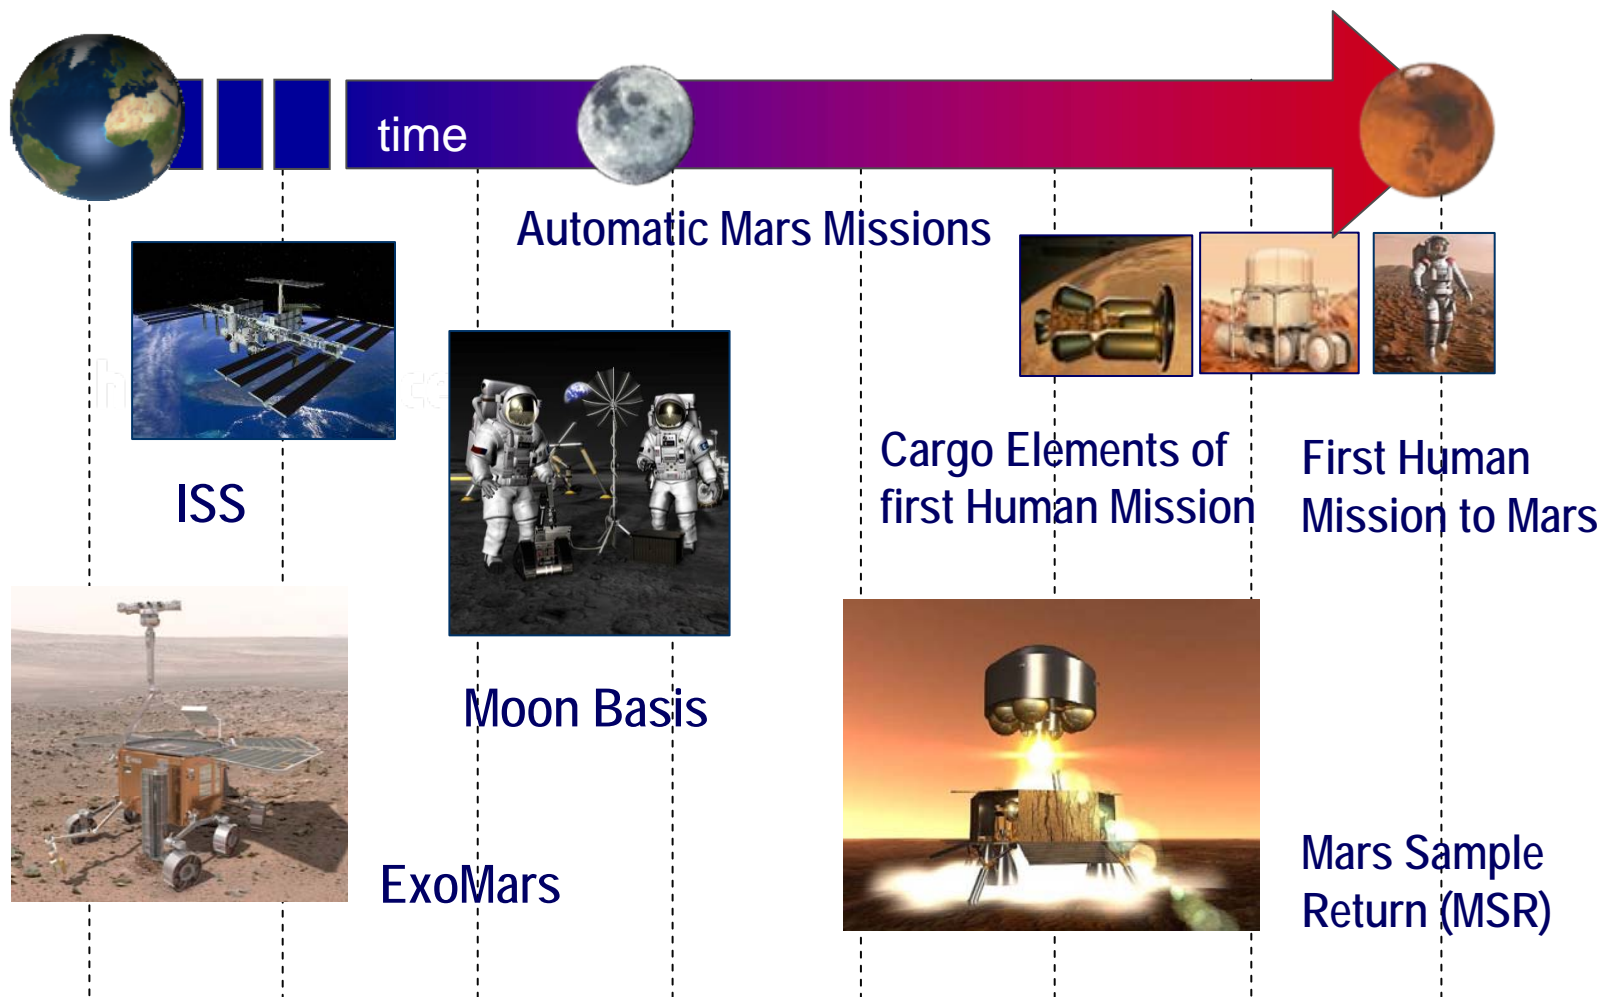 time
Automatic Mars Missions
ISS
Cargo Elements of
first Human Mission
First Human
Mission to Mars
Moon Basis
ExoMars
Mars Sample
Return (MSR)